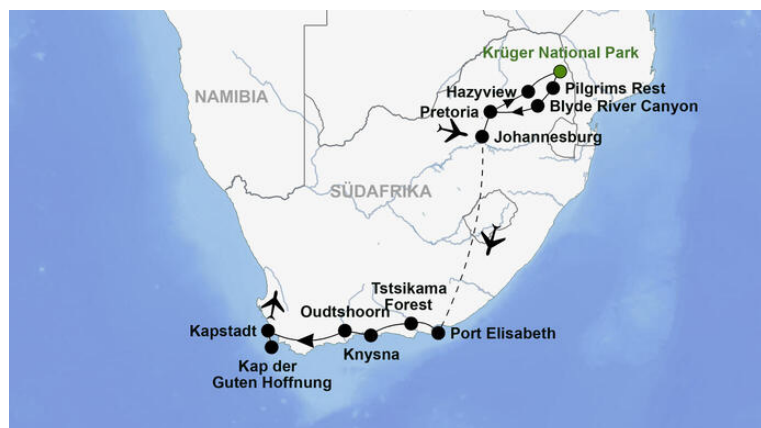 Krüger National Park
NAMIBIA
Hazyview
Pilgrims Rest
Blyde River Canyon
Pretoria
Johannesburg
SÜDAFRIKA
Tstsikama
Forest
Oudtshoorn
Kapstadt
Port Elisabeth
Knysna
Kap der
Guten Hoffnung